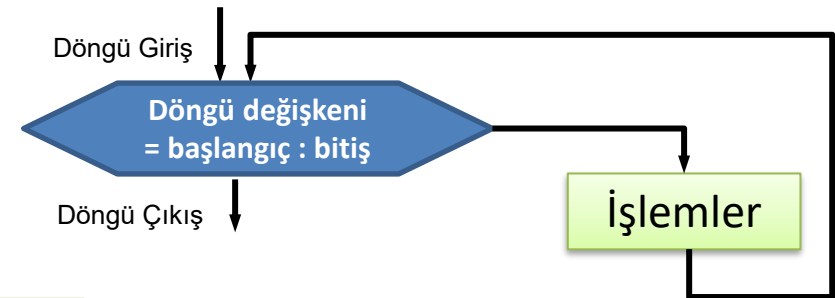 Döngü Giriş
Döngü değişkeni
= başlangıç : bitiş
Döngü Çıkış
İşlemler